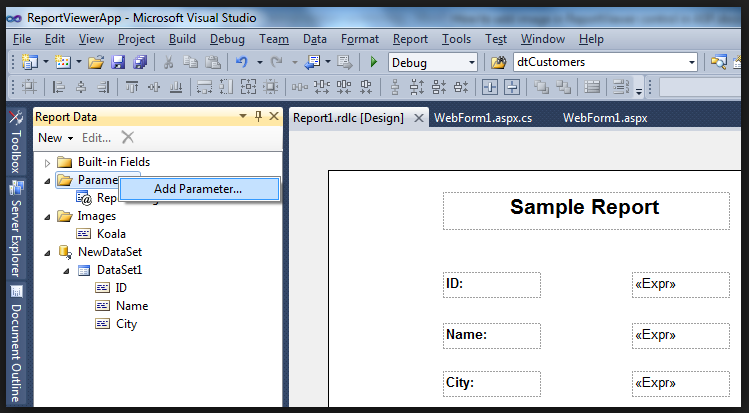 ReportViewerApp - Microsoft Visual Studio
File Edit View Project Build Debug Team Data Format Report Tools Test Window Help
Debug dtCustomers
Report Data
Report1.rdlc [Design] WebForm1.aspx.cs WebForm1.aspx
New Edit...
Toolbox
Server Explorer
Document Outline
Built-in Fields
Parame
Add Parameter...
Rep
Images
Koala
NewDataSet
DataSet1
ID
Name
City
Sample Report
ID: «Expr»
Name: «Expr»
City: «Expr»